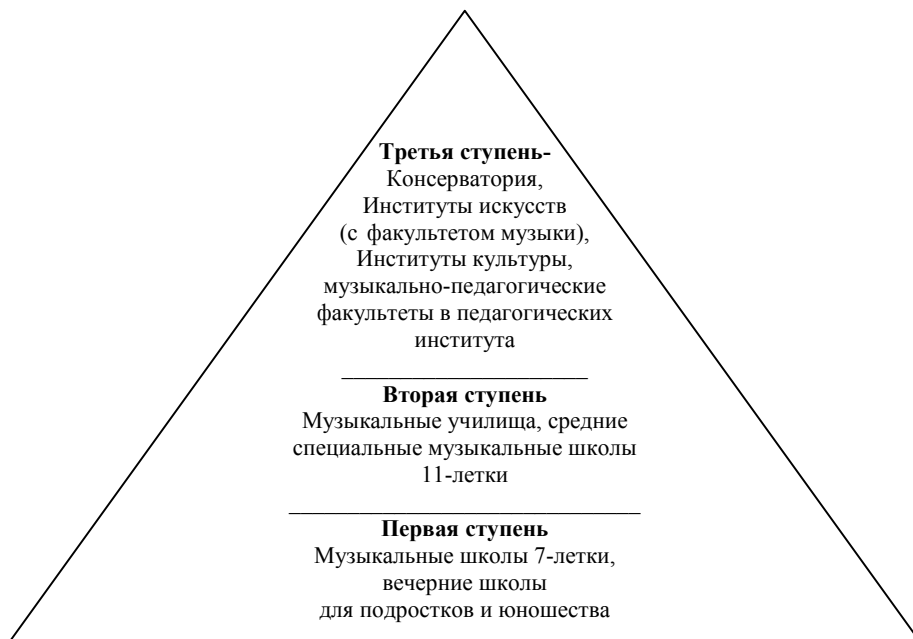 Третья ступень-
Консерватория,
Институты искусств
(с факультетом музыки),
Институты культуры,
музыкально-педагогические
факультеты в педагогических
института
Вторая ступень
Музыкальные училища, средние
специальные музыкальные школы
11-летки
Первая ступень
Музыкальные школы 7-летки,
вечерние школы
для подростков и юношества